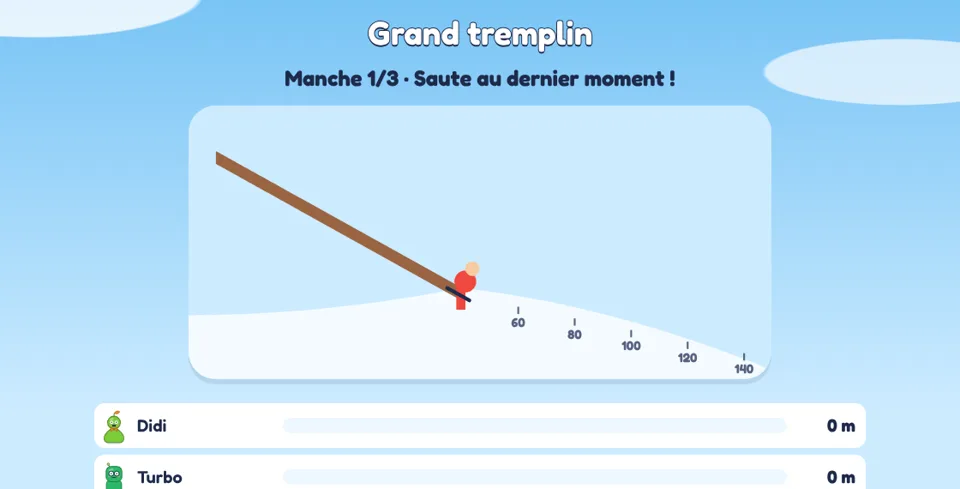 Grand tremplin
Manche 1/3 · Saute au dernier moment !
60
80
100
120
140
Didi 0 m
Turbo 0 m